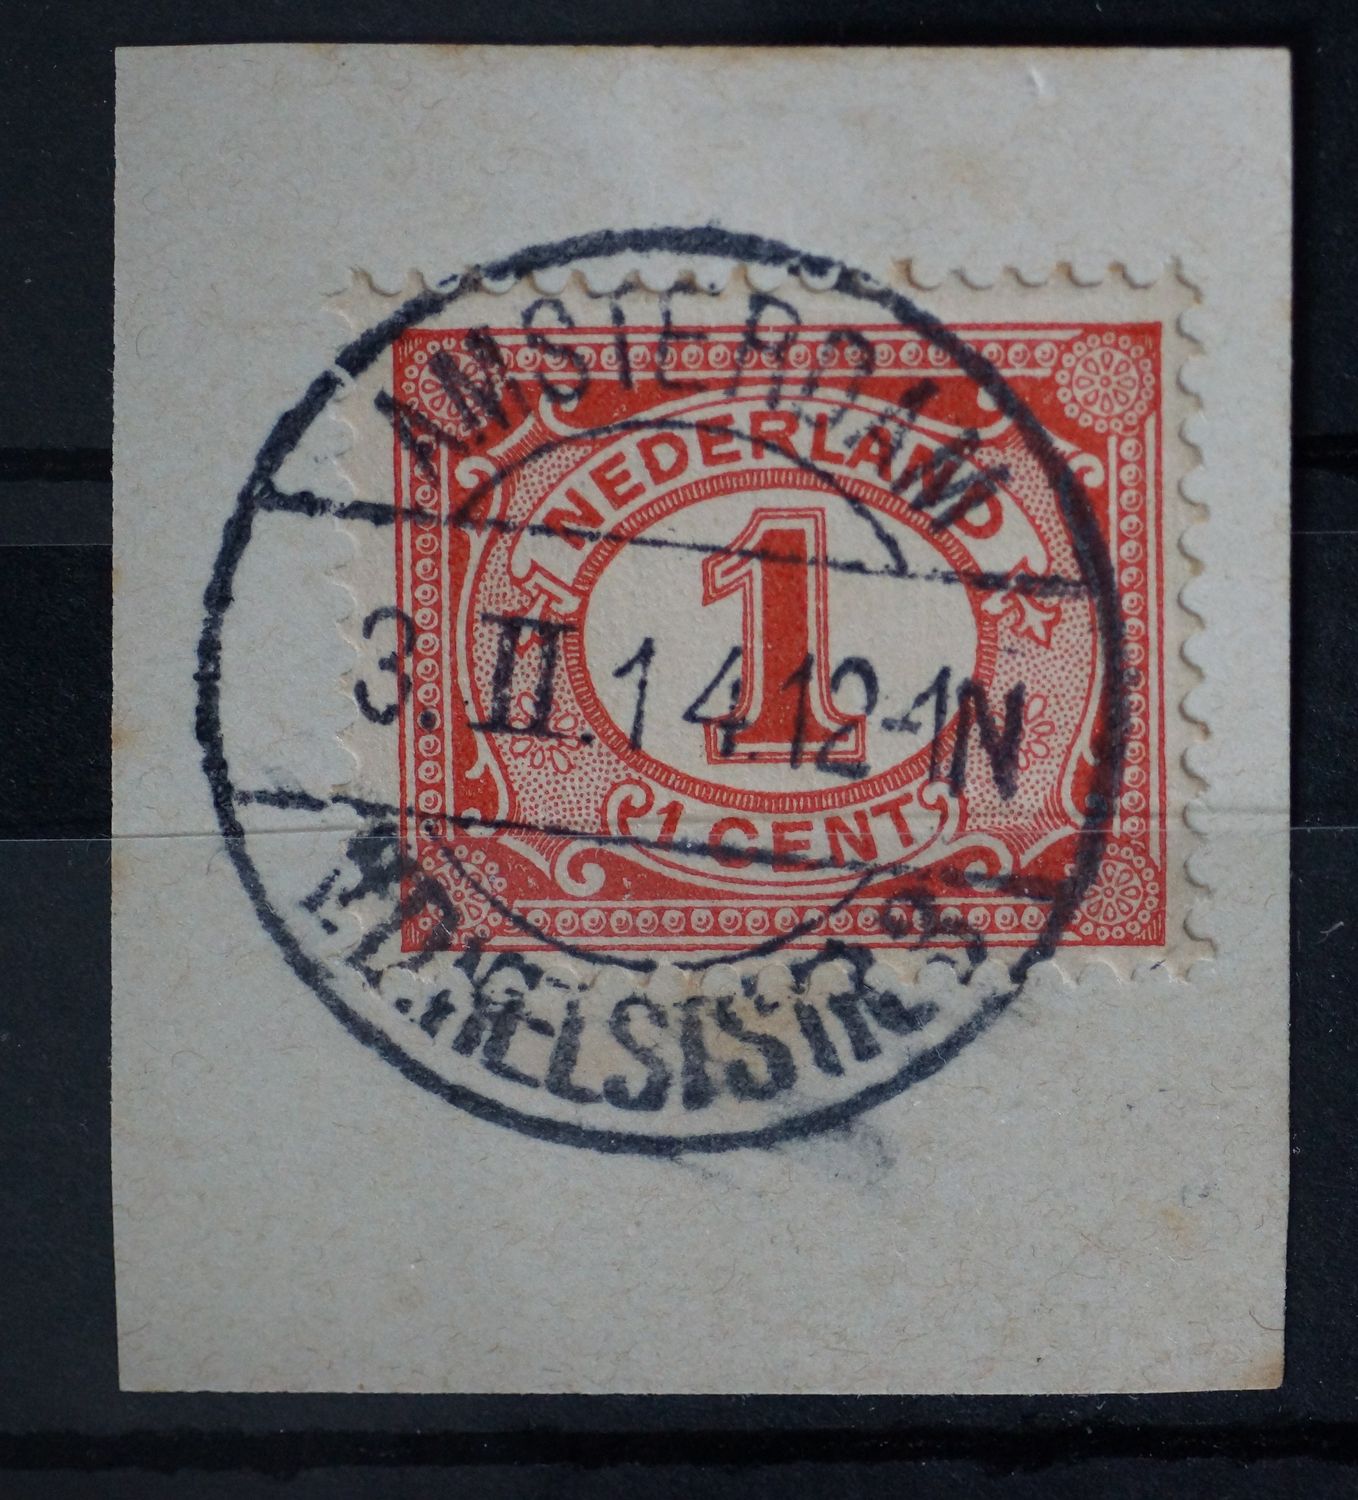 AMSTERDAM
NEDERLAND
1
3.II.14.12-1N
1 CENT